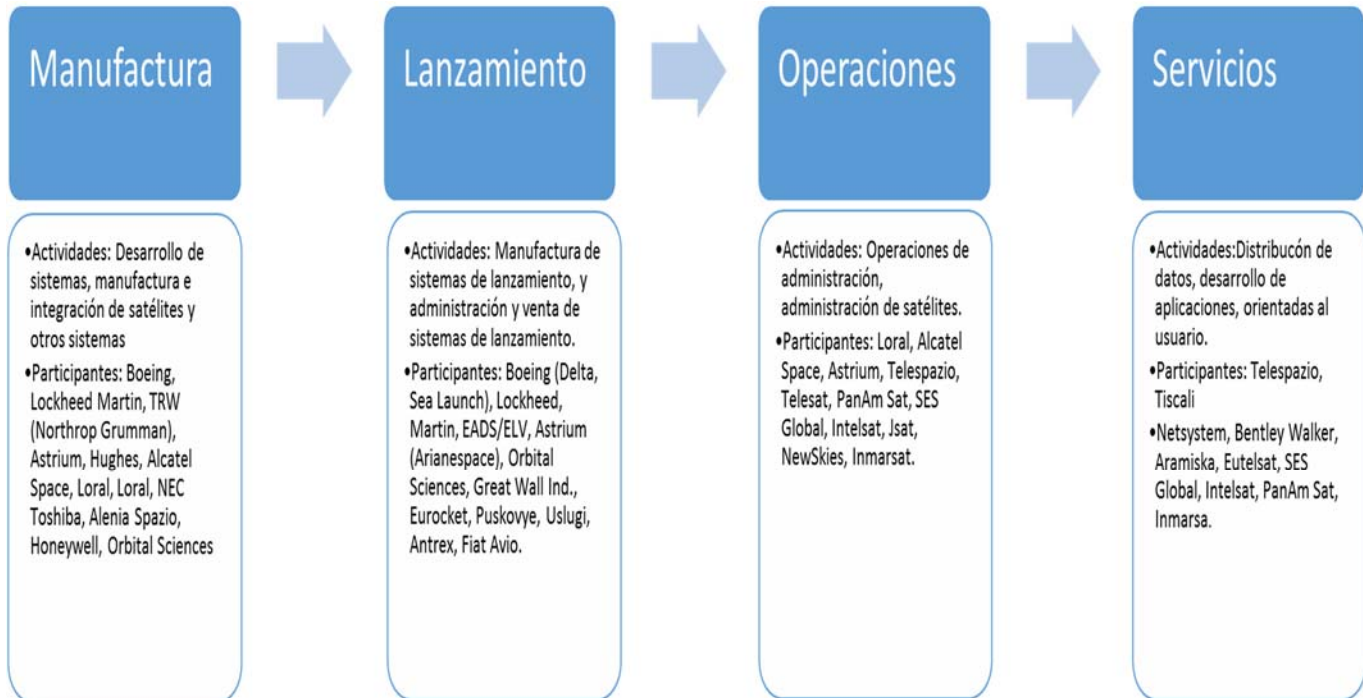 Manufactura
•Actividades: Desarrollo de
sistemas, manufactura e
integración de satélites y
otros sistemas
•Participantes: Boeing,
Lockheed Martin, TRW
(Northrop Grumman),
Astrium, Hughes, Alcatel
Space, Loral, Loral, NEC
Toshiba, Alenia Spazio,
Honeywell, Orbital Sciences
Lanzamiento
•Actividades: Manufactura de
sistemas de lanzamiento, y
administración y venta de
sistemas de lanzamiento.
•Participantes: Boeing (Delta,
Sea Launch), Lockheed,
Martin, EADS/ELV, Astrium
(Arianespace), Orbital
Sciences, Great Wall Ind.,
Eurocket, Puskovye, Uslugi,
Antrex, Fiat Avio.
Operaciones
•Actividades: Operaciones de
administración,
administración de satélites.
•Participantes: Loral, Alcatel
Space, Astrium, Telespazio,
Telesat, PanAm Sat, SES
Global, Intelsat, Jsat,
NewSkies, Inmarsat.
Servicios
•Actividades:Distribucón de
datos, desarrollo de
aplicaciones, orientadas al
usuario.
•Participantes: Telespazio,
Tiscali
•Netsystem, Bentley Walker,
Aramiska, Eutelsat, SES
Global, Intelsat, PanAm Sat,
Inmarsa.